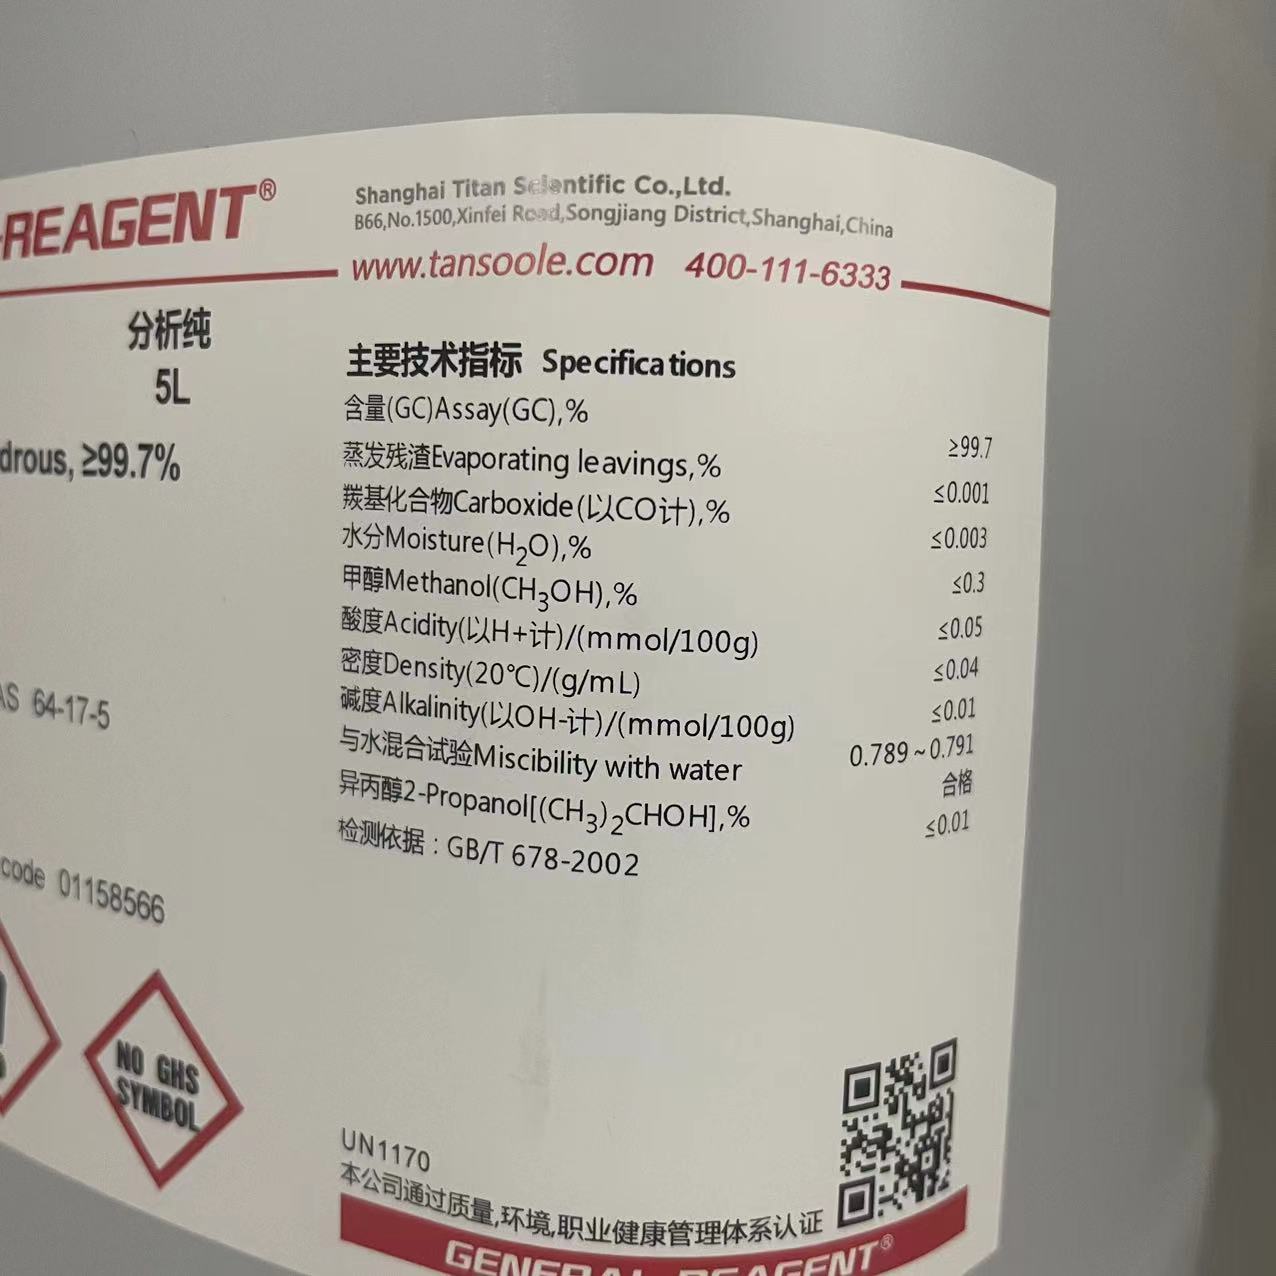 -REAGENT®
分析纯
5L
drous, ≥99.7%
AS 64-17-5
code 01158566
NO GHS
SYMBOL
Shanghai Titan Scientific Co.,Ltd.
B66,No.1500,Xinfei Road,Songjiang District,Shanghai,China
www.tansoole.com 400-111-6333
主要技术指标 Specifications
含量(GC)Assay(GC),% ≥99.7
蒸发残渣Evaporating leavings,% ≤0.001
羰基化合物Carboxide(以CO计),% ≤0.003
水分Moisture(H₂O),% ≤0.3
甲醇Methanol(CH₃OH),% ≤0.05
酸度Acidity(以H+计)/(mmol/100g) ≤0.04
密度Density(20℃)/(g/mL) ≤0.01
碱度Alkalinity(以OH-计)/(mmol/100g) 0.789~0.791
与水混合试验Miscibility with water 合格
异丙醇2-Propanol[(CH₃)₂CHOH],% ≤0.01
检测依据：GB/T 678-2002
UN1170
本公司通过质量,环境,职业健康管理体系认证
GENERAL-REAGENT®